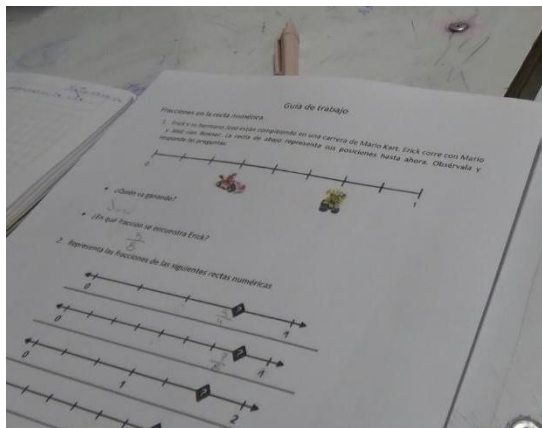 Guía de trabajo
Fracciones en la recta numérica
1. Erick y su hermano José están compitiendo en una carrera de Mario Kart. Erick corre con Mario
y José con Bowser. La recta de abajo representa sus posiciones hasta ahora. Obsérvala y
responde las preguntas.
0 1
• ¿Quién va ganando?
• ¿En qué fracción se encuentra Erick?
2. Representa las fracciones de las siguientes rectas numéricas
0 ? 1
0 ? 1
0 1 ? 2